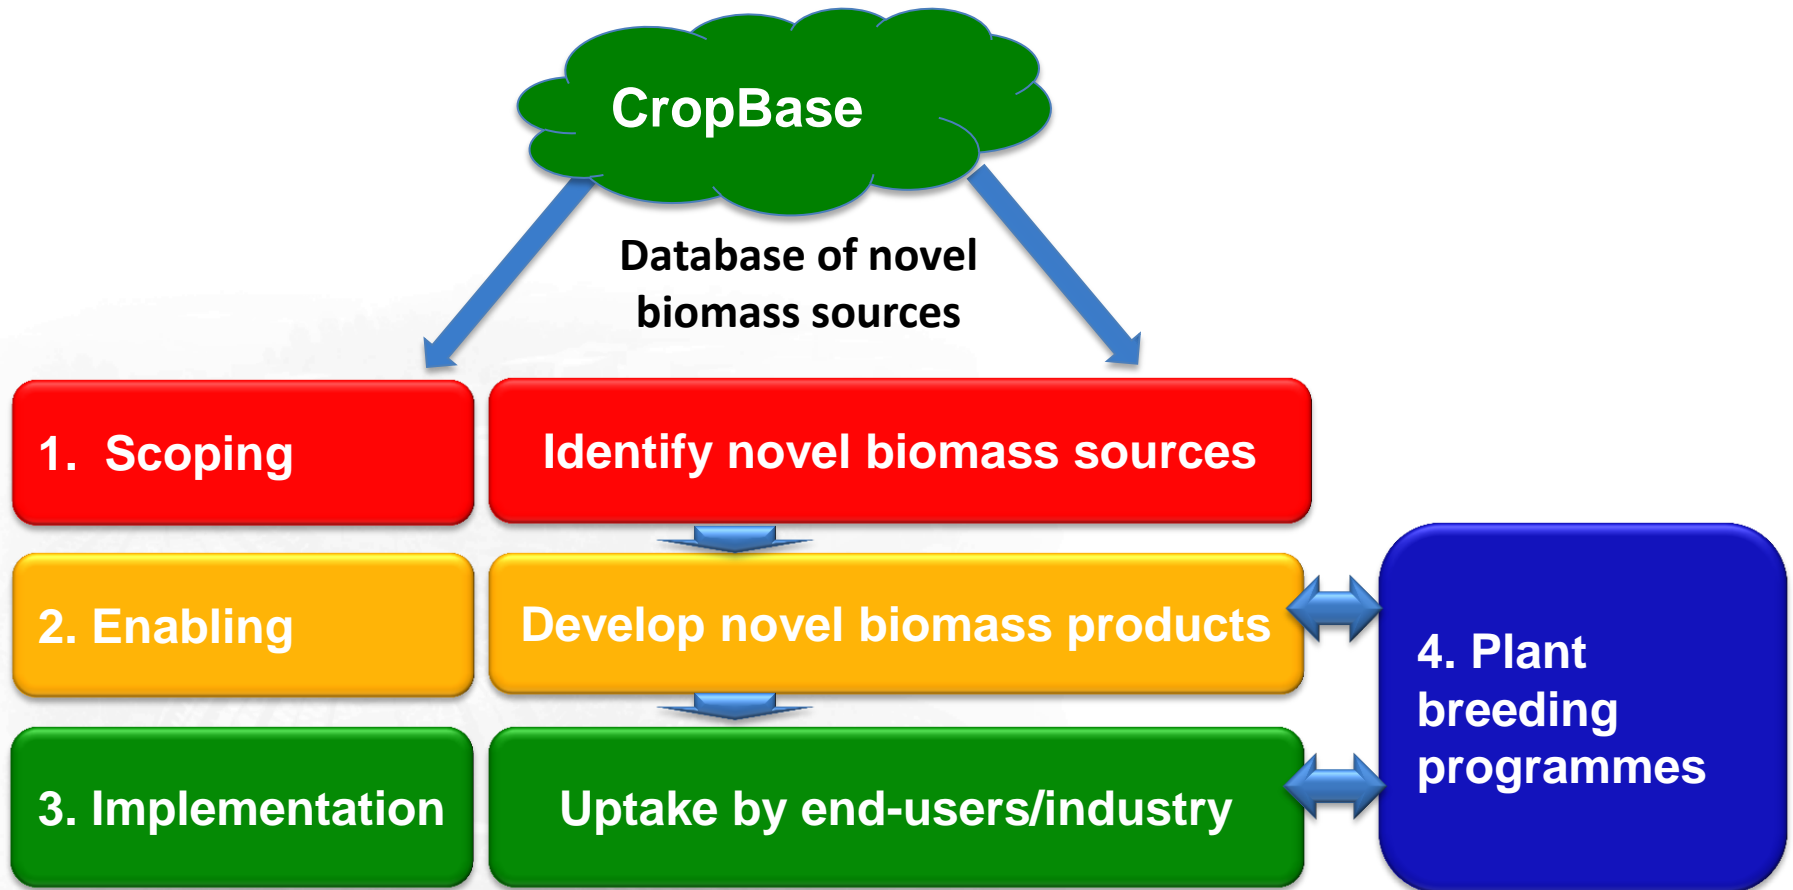 CropBase
Database of novel
biomass sources
1.  Scoping
Identify novel biomass sources
2. Enabling
Develop novel biomass products
3. Implementation
Uptake by end-users/industry
4. Plant
breeding
programmes